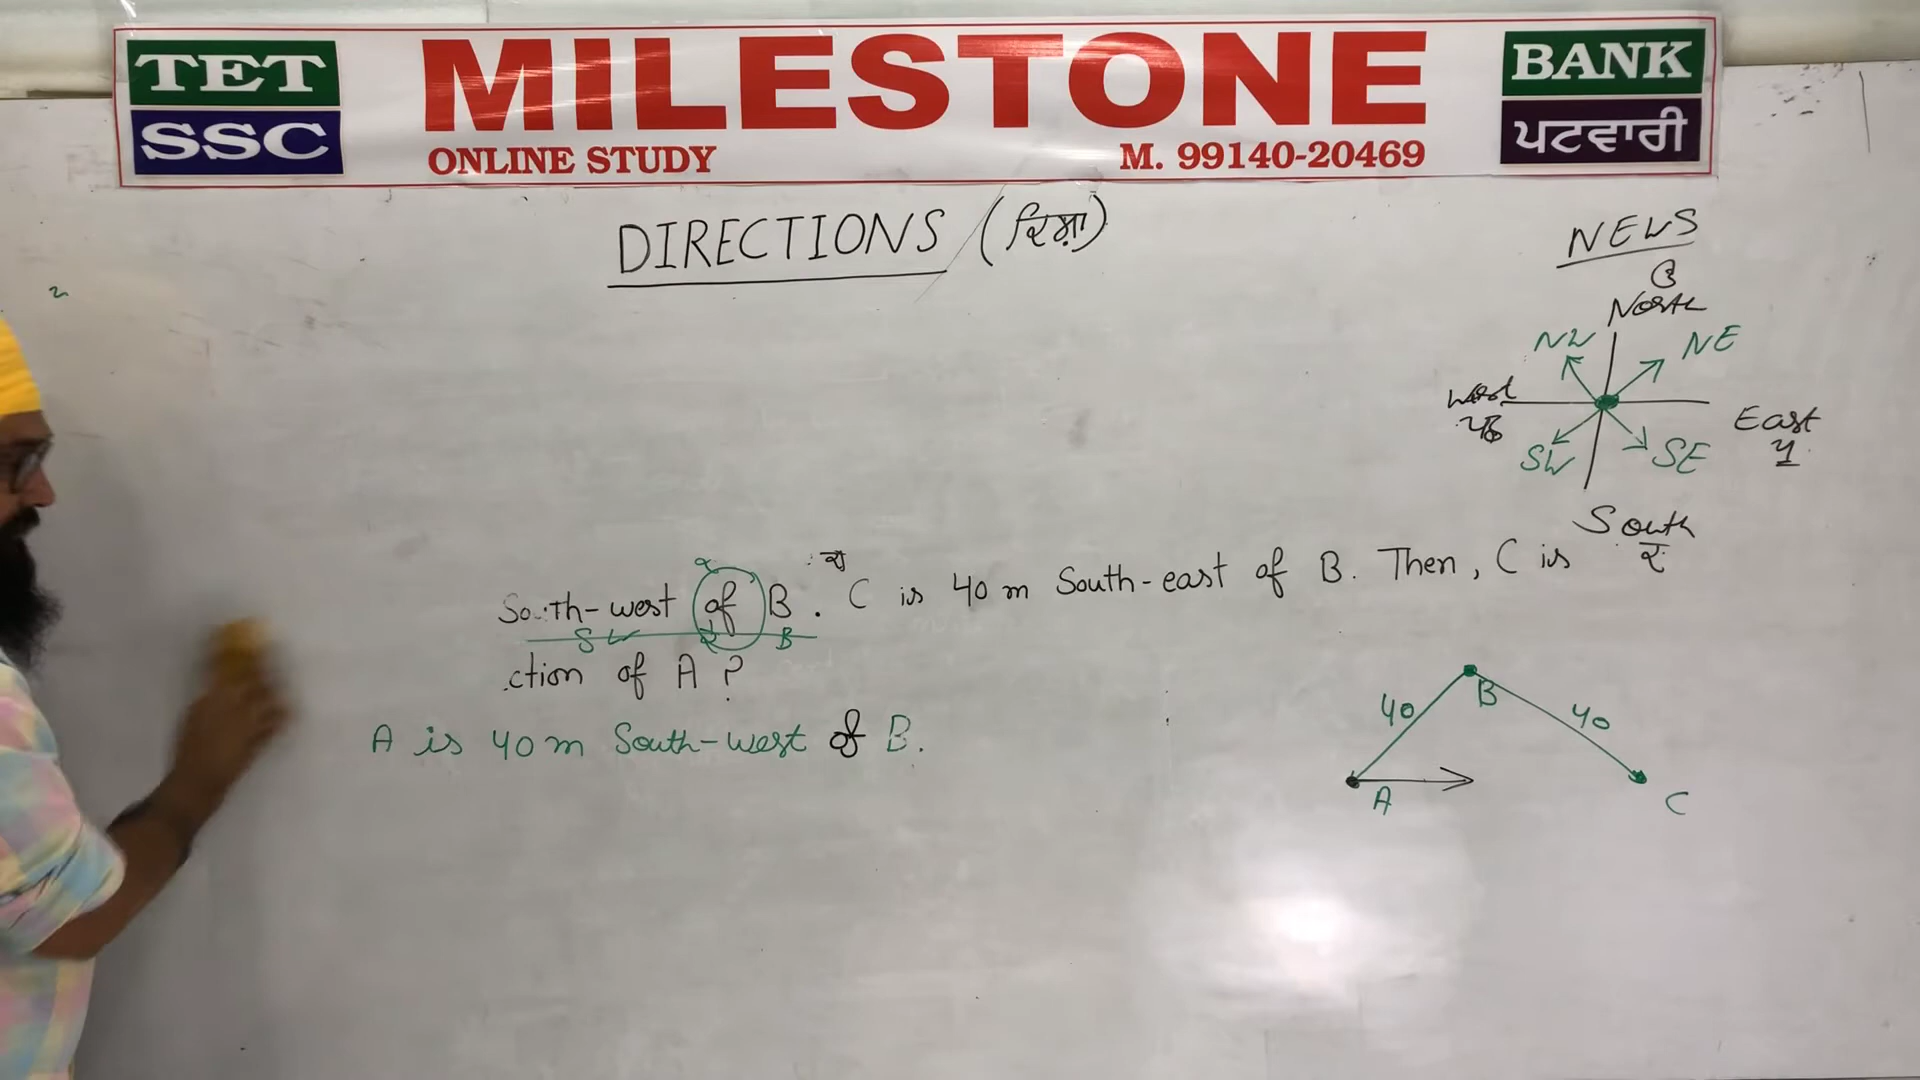 TET
SSC
MILESTONE
ONLINE STUDY
M. 99140-20469
BANK
ਪਟਵਾਰੀ
DIRECTIONS (ਦਿਸ਼ਾ)
NEWS
ੳ
North
NW
NE
West
East
ਪੂ
SW
SE
South
ਦ
South-west of B. C is 40 m South-east of B. Then, C is
SW
B
ction of A ?
A is 40 m South-west of B.
40
B
40
A
C